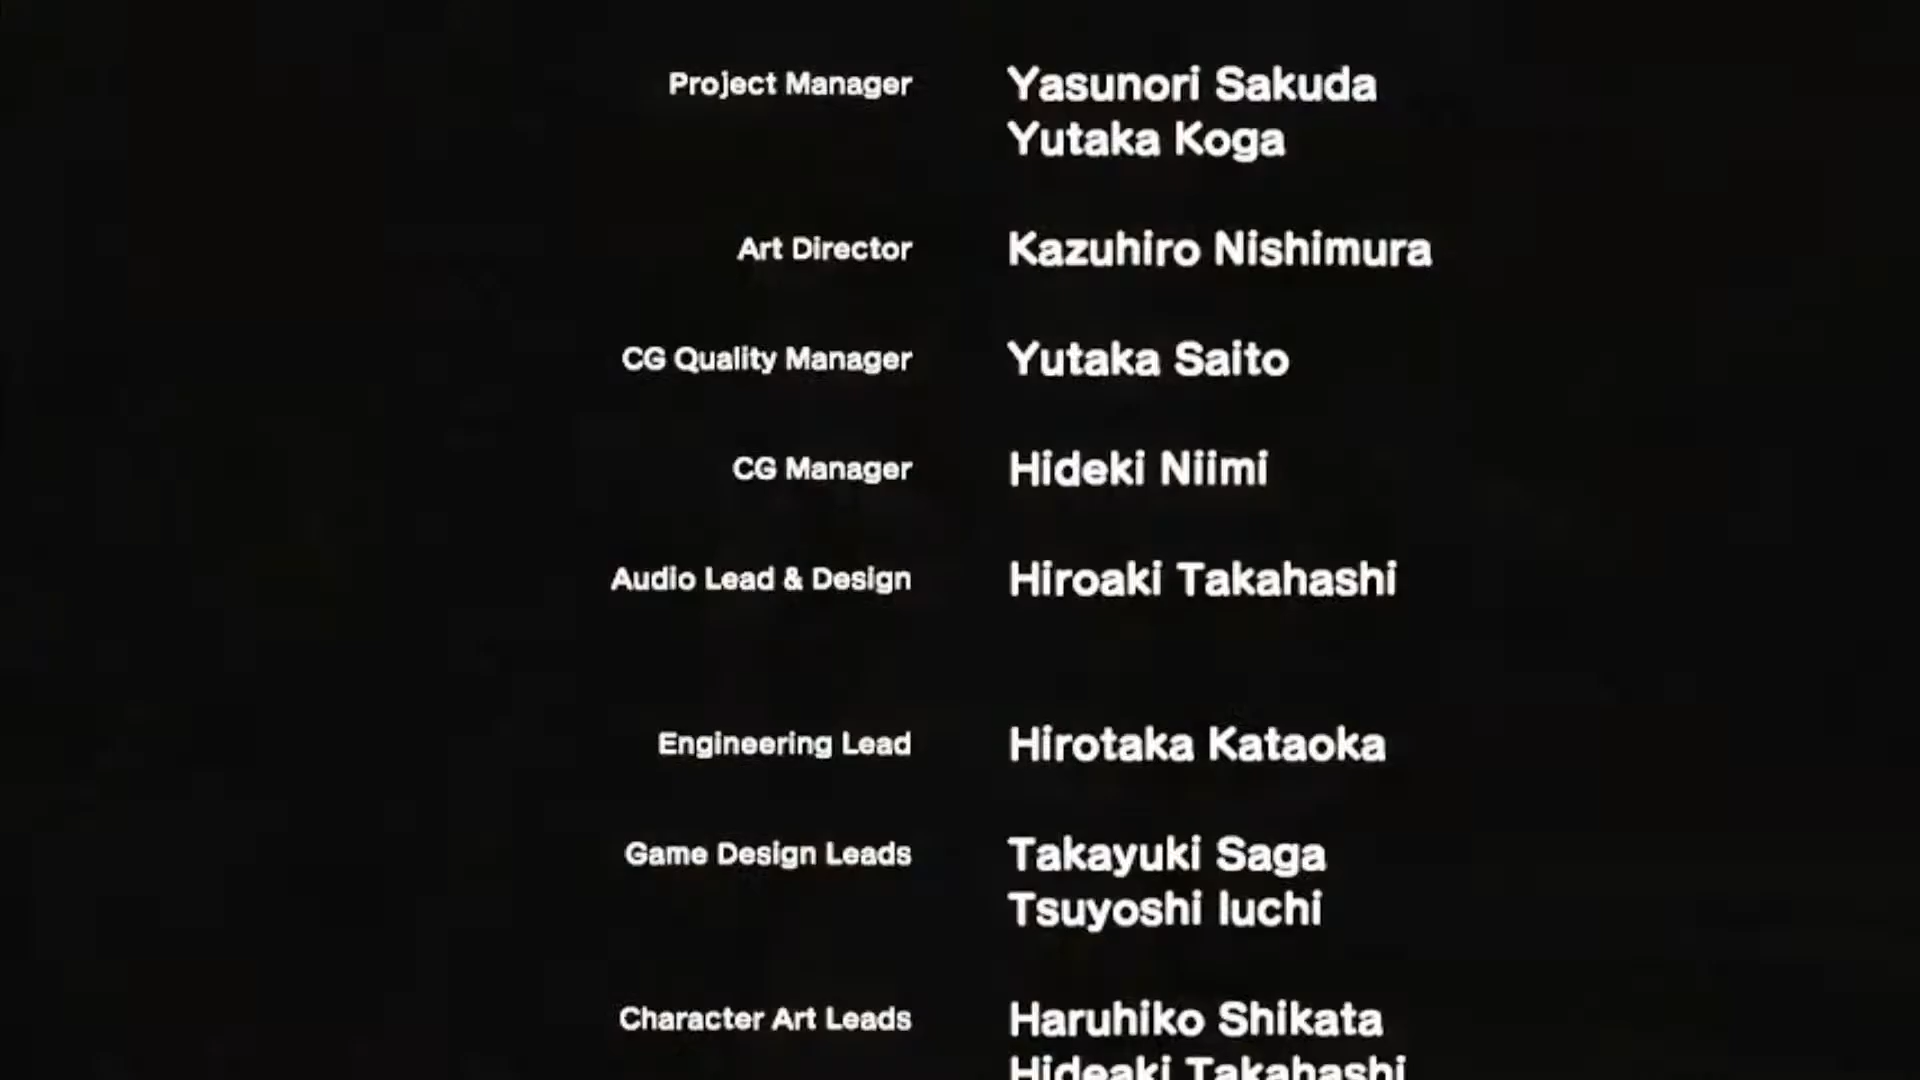 Project Manager Yasunori Sakuda
Yutaka Koga
Art Director Kazuhiro Nishimura
CG Quality Manager Yutaka Saito
CG Manager Hideki Niimi
Audio Lead & Design Hiroaki Takahashi
Engineering Lead Hirotaka Kataoka
Game Design Leads Takayuki Saga
Tsuyoshi Iuchi
Character Art Leads Haruhiko Shikata
Hideaki Takahashi